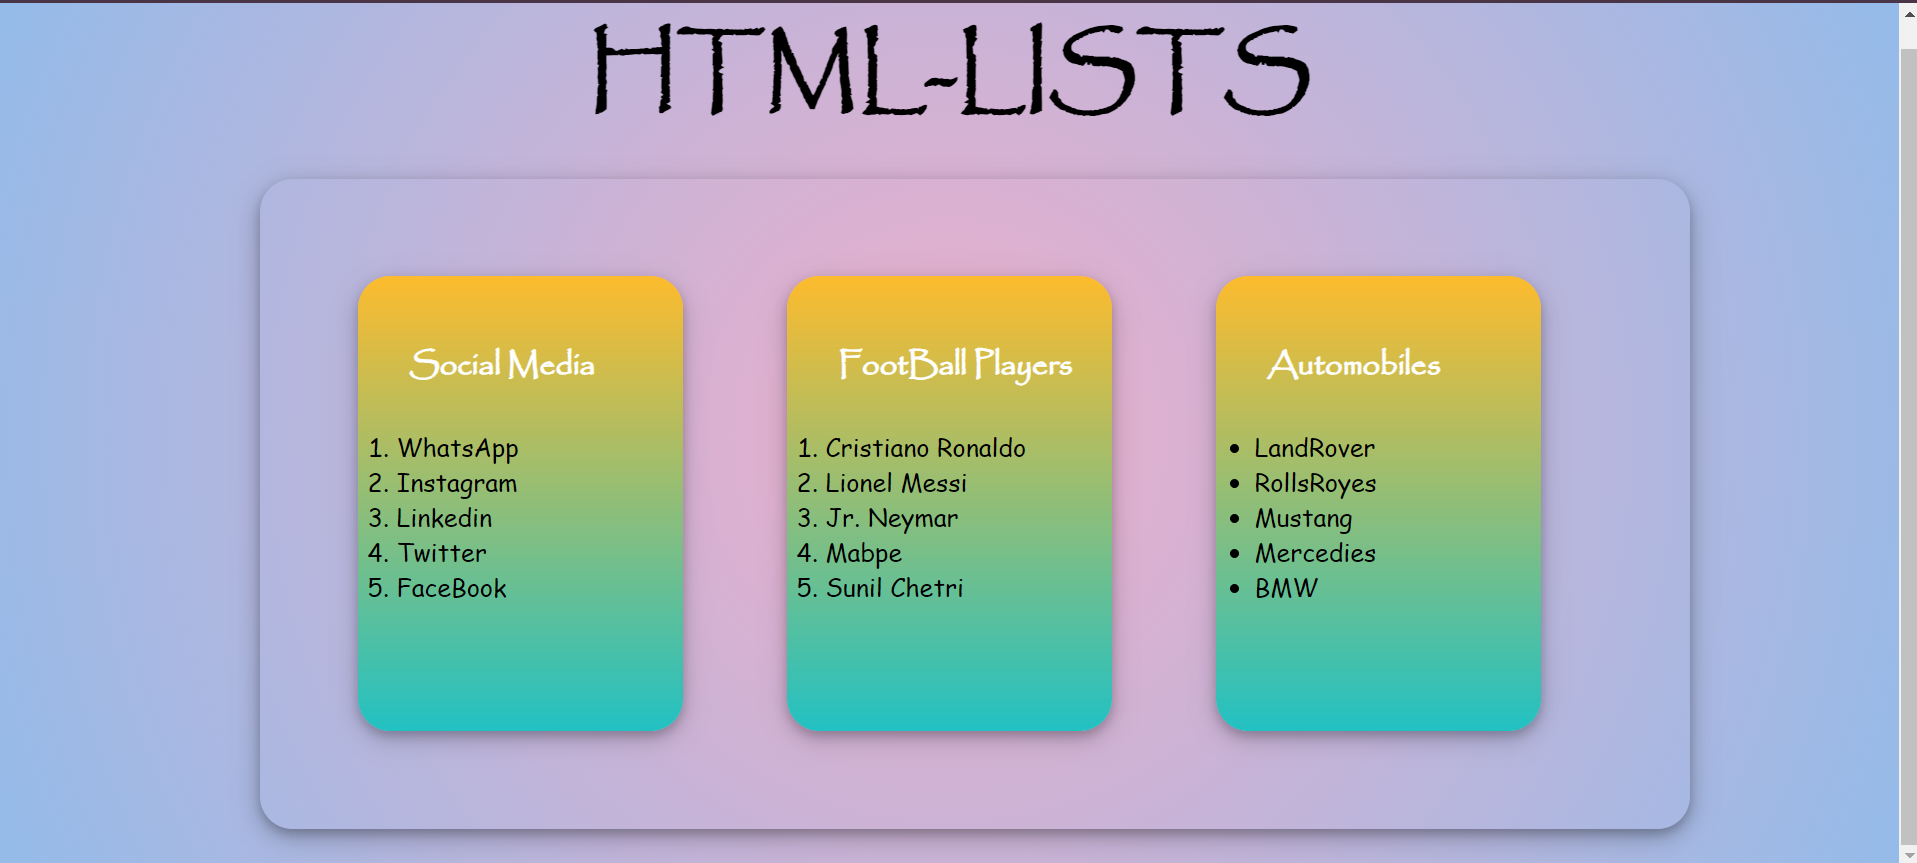 HTML-LISTS
Social Media
1. WhatsApp
2. Instagram
3. Linkedin
4. Twitter
5. FaceBook
FootBall Players
1. Cristiano Ronaldo
2. Lionel Messi
3. Jr. Neymar
4. Mabpe
5. Sunil Chetri
Automobiles
• LandRover
• RollsRoyes
• Mustang
• Mercedies
• BMW